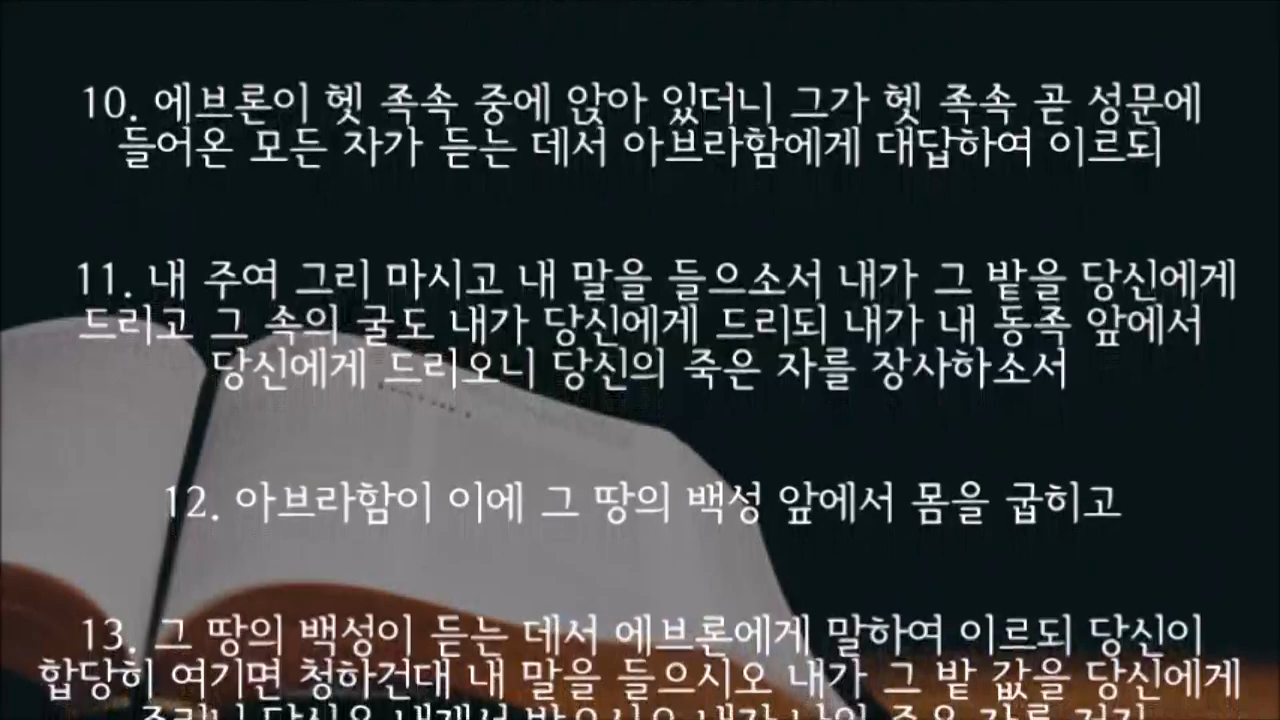 10. 에브론이 헷 족속 중에 앉아 있더니 그가 헷 족속 곧 성문에
들어온 모든 자가 듣는 데서 아브라함에게 대답하여 이르되
11. 내 주여 그리 마시고 내 말을 들으소서 내가 그 밭을 당신에게
드리고 그 속의 굴도 내가 당신에게 드리되 내가 내 동족 앞에서
당신에게 드리오니 당신의 죽은 자를 장사하소서
12. 아브라함이 이에 그 땅의 백성 앞에서 몸을 굽히고
13. 그 땅의 백성이 듣는 데서 에브론에게 말하여 이르되 당신이
합당히 여기면 청하건대 내 말을 들으시오 내가 그 밭 값을 당신에게